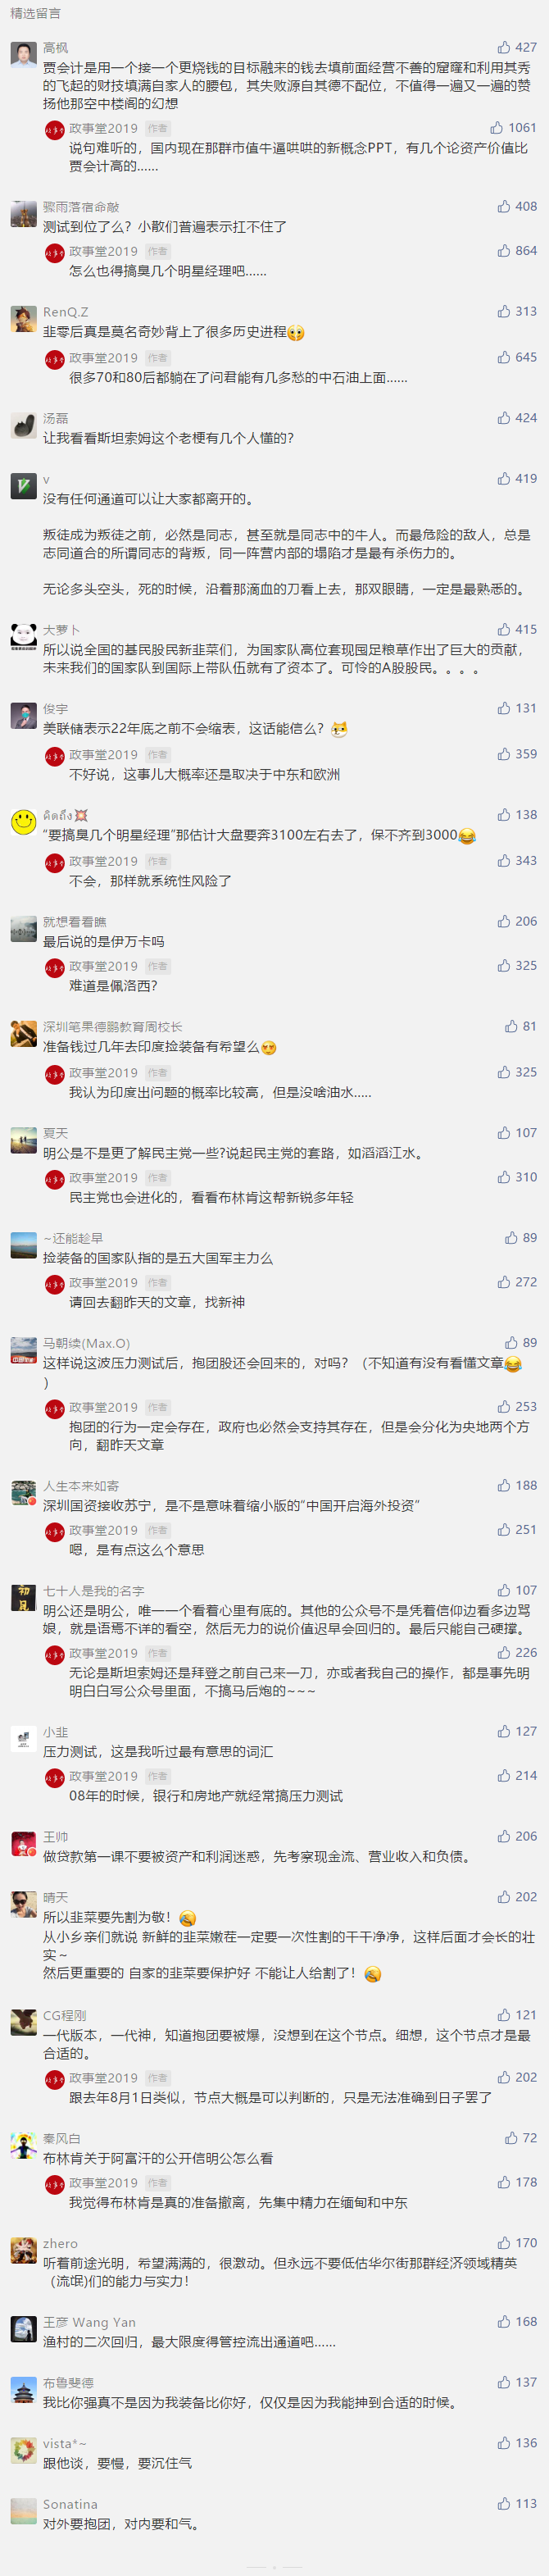 精选留言
高枫
427
贾会计是用一个接一个更烧钱的目标融来的钱去填前面经营不善的窟窿和利用其秀
的飞起的财技填满自家人的腰包，其失败源自其德不配位，不值得一遍又一遍的赞
扬他那空中楼阁的幻想
政事堂2019 作者
1061
说句难听的，国内现在那群市值牛逼哄哄的新概念PPT，有几个论资产价值比
贾会计高的......
骤雨落宿命敲
408
测试到位了么？小散们普遍表示扛不住了
政事堂2019 作者
864
怎么也得搞臭几个明星经理吧......
RenQ.Z
313
韭零后真是莫名奇妙背上了很多历史进程
政事堂2019 作者
645
很多70和80后都躺在了问君能有几多愁的中石油上面......
汤磊
424
让我看看斯坦索姆这个老梗有几个人懂的？
v
419
没有任何通道可以让大家都离开的。
叛徒成为叛徒之前，必然是同志，甚至就是同志中的牛人。而最危险的敌人，总是
志同道合的所谓同志的背叛，同一阵营内部的塌陷才是最有杀伤力的。
无论多头空头，死的时候，沿着那滴血的刀看上去，那双眼睛，一定是最熟悉的。
大萝卜
415
所以说全国的基民股民新韭菜们，为国家队高位套现囤足粮草作出了巨大的贡献，
未来我们的国家队到国际上带队伍就有了资本了。可怜的A股股民。。。。
俊宇
131
美联储表示22年底之前不会缩表，这话能信么？
政事堂2019 作者
359
不好说，这事儿大概率还是取决于中东和欧洲
คิดถึง
138
“要搞臭几个明星经理”那估计大盘要奔3100左右去了，保不齐到3000
政事堂2019 作者
343
不会，那样就系统性风险了
就想看看瞧
206
最后说的是伊万卡吗
政事堂2019 作者
325
难道是佩洛西？
深圳笔果德鹏教育周校长
81
准备钱过几年去印度捡装备有希望么
政事堂2019 作者
325
我认为印度出问题的概率比较高，但是没啥油水.....
夏天
107
明公是不是更了解民主党一些?说起民主党的套路，如滔滔江水。
政事堂2019 作者
310
民主党也会进化的，看看布林肯这帮新锐多年轻
~还能趁早
89
捡装备的国家队指的是五大国军主力么
政事堂2019 作者
272
请回去翻昨天的文章，找新神
马朝续(Max.O)
89
这样说这波压力测试后，抱团股还会回来的，对吗？（不知道有没有看懂文章
）
政事堂2019 作者
253
抱团的行为一定会存在，政府也必然会支持其存在，但是会分化为央地两个方
向，翻昨天文章
人生本来如寄
188
深圳国资接收苏宁，是不是意味着缩小版的“中国开启海外投资”
政事堂2019 作者
251
嗯，是有点这么个意思
七十人是我的名字
107
明公还是明公，唯一一个看着心里有底的。其他的公众号不是凭着信仰边看多边骂
娘，就是语焉不详的看空，然后无力的说价值迟早会回归的。最后只能自己硬撑。
政事堂2019 作者
226
无论是斯坦索姆还是拜登之前自己来一刀，亦或者我自己的操作，都是事先明
明白白写公众号里面，不搞马后炮的~~~
小韭
127
压力测试，这是我听过最有意思的词汇
政事堂2019 作者
214
08年的时候，银行和房地产就经常搞压力测试
王帅
206
做贷款第一课不要被资产和利润迷惑，先考察现金流、营业收入和负债。
晴天
202
所以韭菜要先割为敬！
从小乡亲们就说 新鲜的韭菜嫩茬一定要一次性割的干干净净，这样后面才会长的壮
实～
然后更重要的 自家的韭菜要保护好 不能让人给割了！
CG程刚
121
一代版本，一代神，知道抱团要被爆，没想到在这个节点。细想，这个节点才是最
合适的。
政事堂2019 作者
202
跟去年8月1日类似，节点大概是可以判断的，只是无法准确到日子罢了
秦风白
72
布林肯关于阿富汗的公开信明公怎么看
政事堂2019 作者
178
我觉得布林肯是真的准备撤离，先集中精力在缅甸和中东
zhero
170
听着前途光明，希望满满的，很激动。但永远不要低估华尔街那群经济领域精英
（流氓)们的能力与实力！
王彦 Wang Yan
168
渔村的二次回归，最大限度得管控流出通道吧......
布鲁斐德
137
我比你强真不是因为我装备比你好，仅仅是因为我能抻到合适的时候。
vista*~
136
跟他谈，要慢，要沉住气
Sonatina
113
对外要抱团，对内要和气。